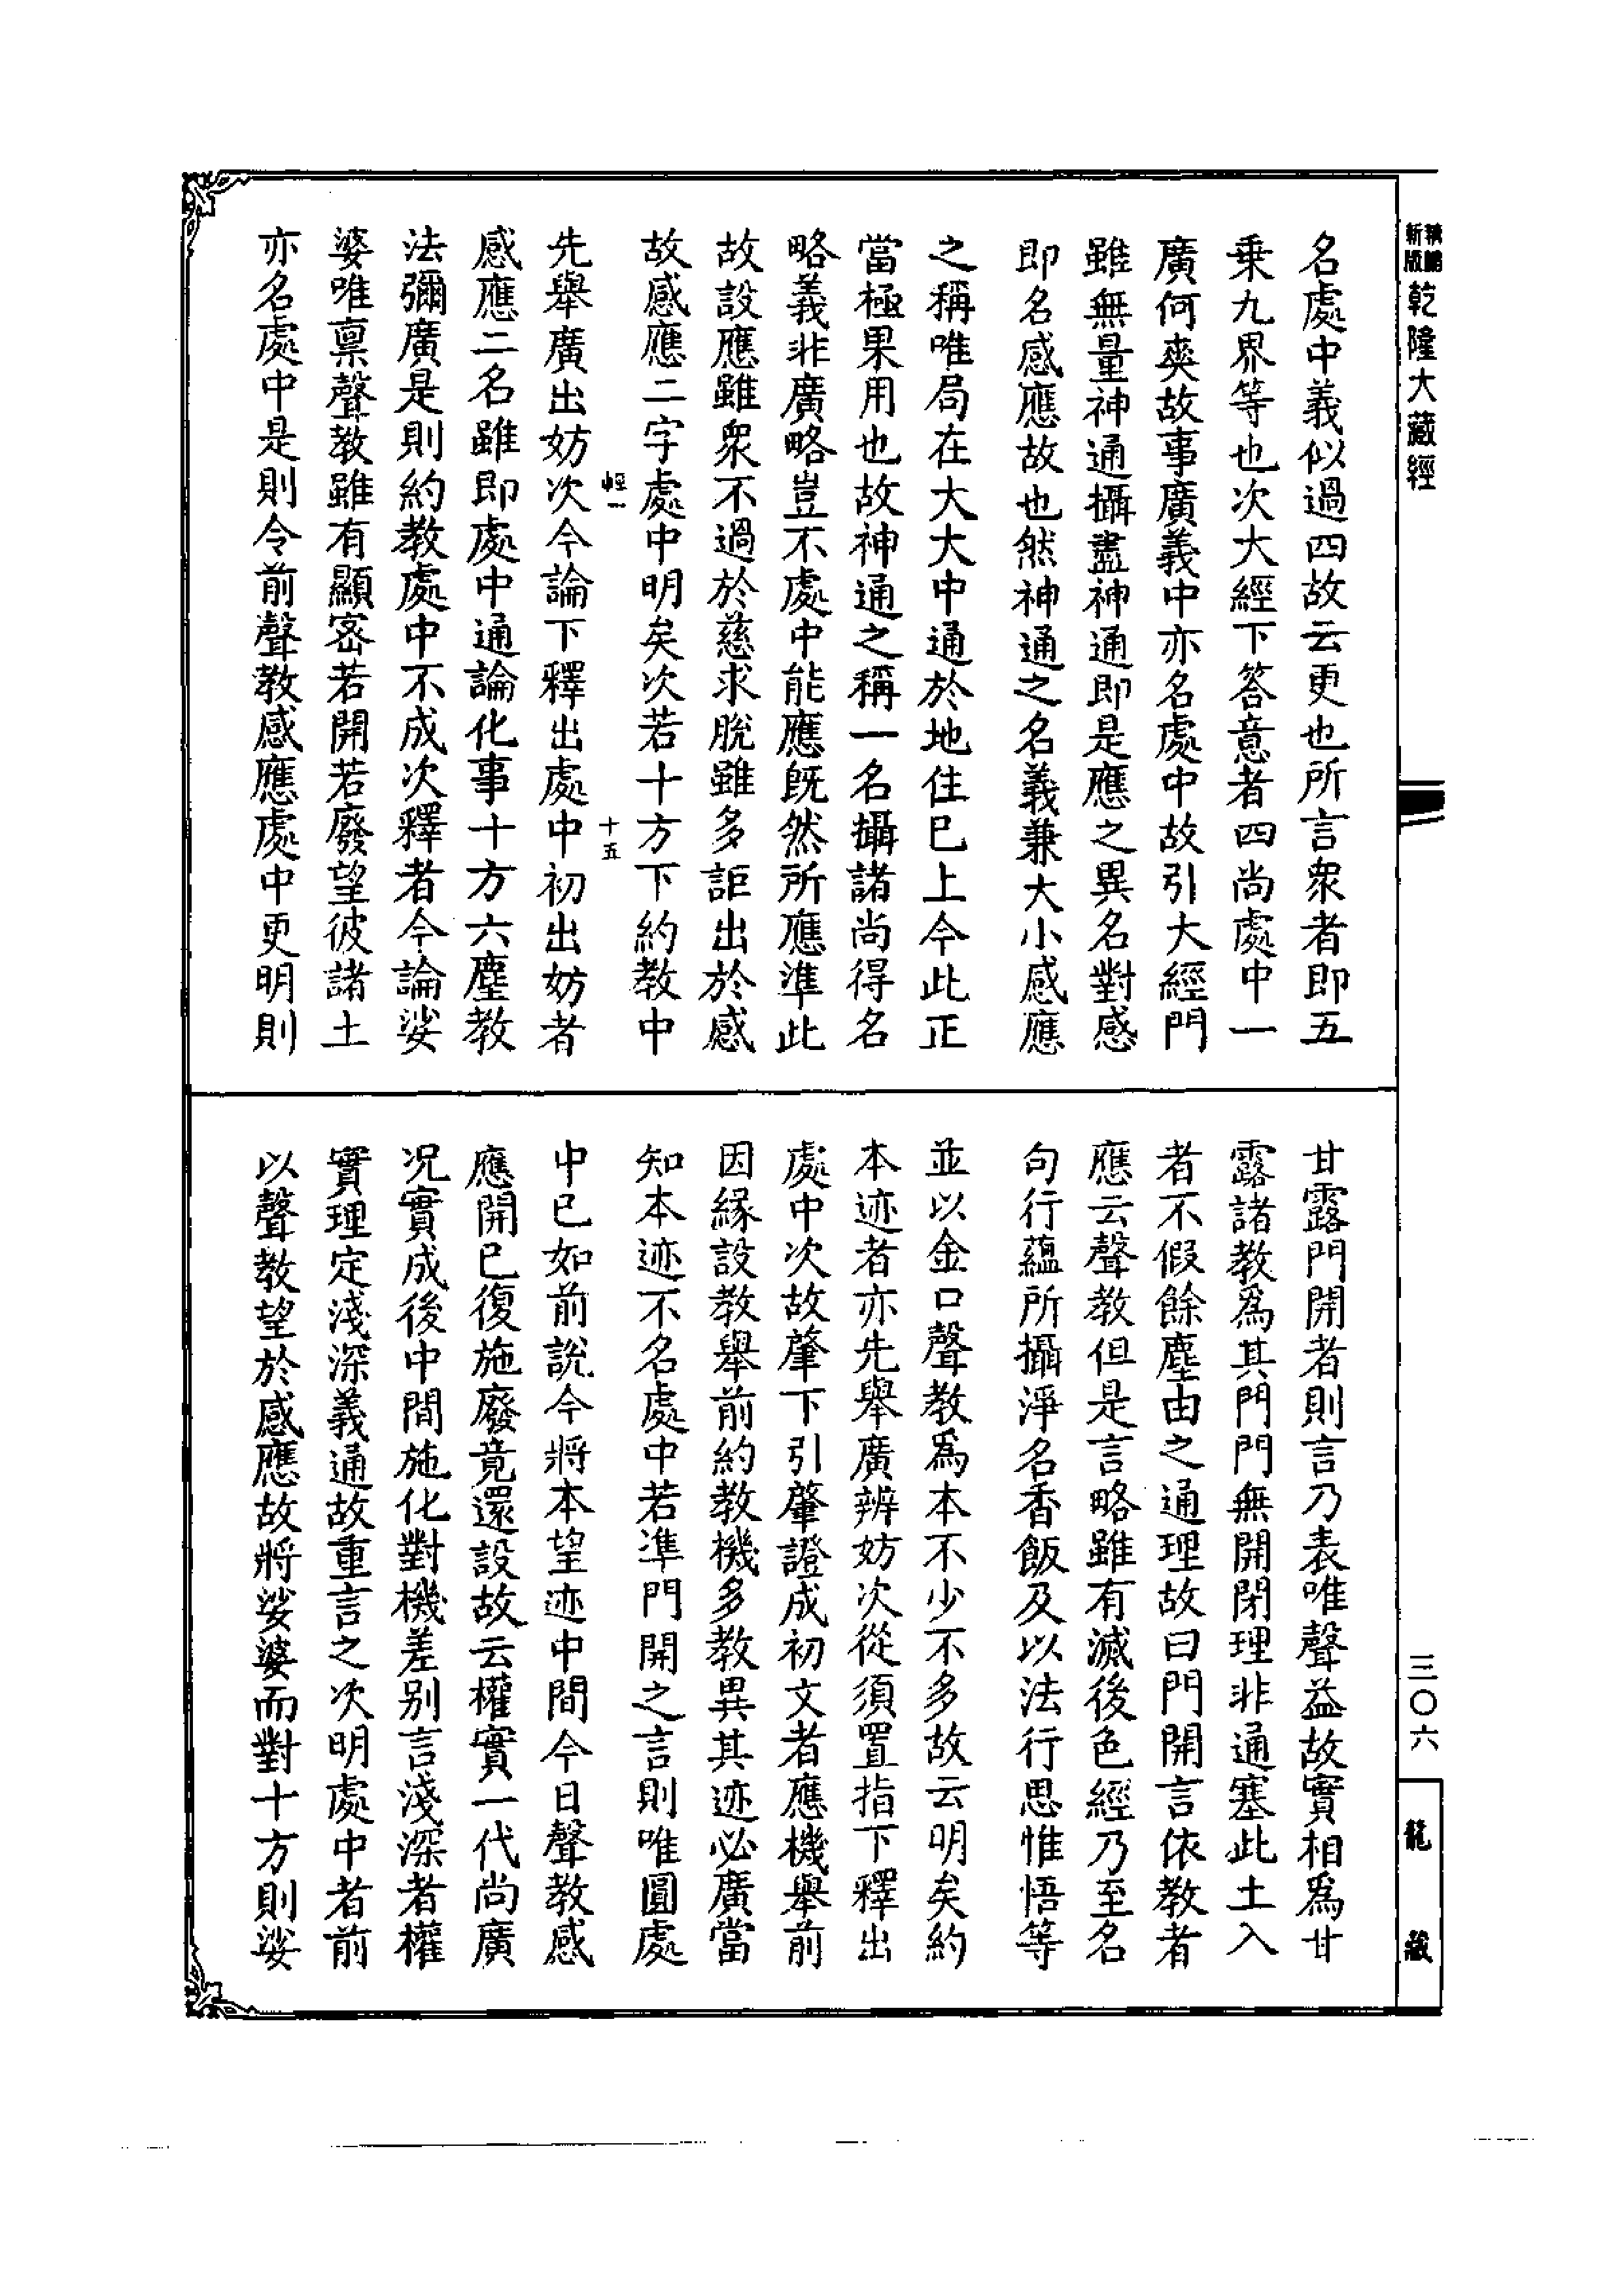 新版
乾隆大藏經
名處中義似過四故云更也所言衆者即五
乗九界等也次大經下答意者四尚處中一
廣何爽故事廣義中亦名處中故引大經門
雖無量神通攝盡神通即是應之異名對感
即名感應故也然神通之名義兼大小感應
之稱唯局在大大中通於地住已上今此正
當極果用也故神通之稱一名攝諸尚得名
略義非廣略豈不處中能應既然所應準此
故設應雖衆不過於慈求脫雖多詎出於感
故感應二字處中明矣次若十方下約教中
十五
先舉廣出妨次今論下釋出處中初出妨者
感應二名雖即處中通論化事十方六塵教
法彌廣是則約教處中不成次釋者今論娑
婆唯禀聲教雖有顯密若開若廢望彼諸土
亦名處中是則令前聲教感應處中更明則
甘露門開者則言乃表唯聲益故實相爲甘
露諸教爲其門門無開閉理非通塞此土入
者不假餘塵由之通理故曰門開言依教者
應云聲教但是言略雖有滅後色經乃至名
句行蘊所攝淨名香飯及以法行思惟悟等
並以金口聲教爲本不少不多故云明矣約
本迹者亦先舉廣辨妨次從須置指下釋出
處中次故肇下引肇證成初文者應機舉前
因緣設教舉前約教機多教異其迹必廣當
知本迹不名處中若準門開之言則唯圓處
中已如前說今將本望迹中間今日聲教感
應開已復施廢竟還設故云權實一代尚廣
况實成後中間施化對機差别言淺深者權
實理定淺深義通故重言之次明處中者前
以聲教望於感應故將娑婆而對十方則娑
三〇六
龍藏